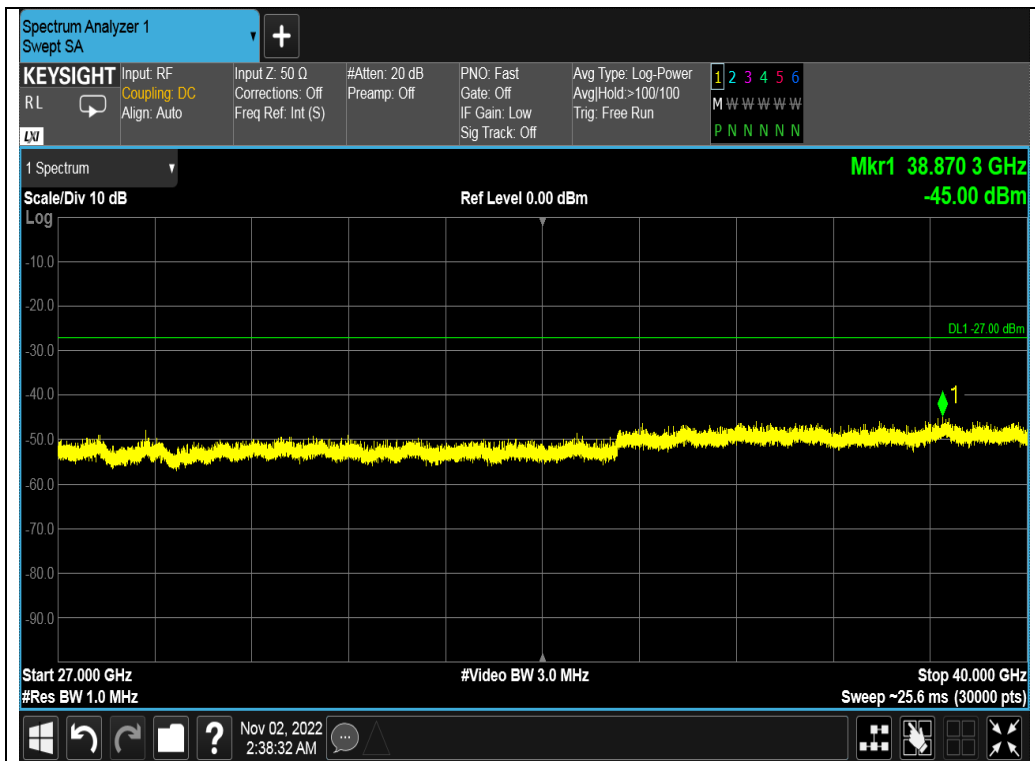 Spectrum Analyzer 1
Swept SA
KEYSIGHT
RL
LXI
Input: RF
Coupling: DC
Align: Auto
Input Z: 50 Ω
Corrections: Off
Freq Ref: Int (S)
#Atten: 20 dB
Preamp: Off
PNO: Fast
Gate: Off
IF Gain: Low
Sig Track: Off
Avg Type: Log-Power
Avg|Hold:>100/100
Trig: Free Run
1 2 3 4 5 6
M W W W W W
P N N N N N
1 Spectrum
Mkr1 38.870 3 GHz
Scale/Div 10 dB
Ref Level 0.00 dBm
-45.00 dBm
Log
-10.0
-20.0
DL1 -27.00 dBm
-30.0
-40.0
1
-50.0
-60.0
-70.0
-80.0
-90.0
Start 27.000 GHz
#Video BW 3.0 MHz
Stop 40.000 GHz
#Res BW 1.0 MHz
Sweep ~25.6 ms (30000 pts)
?
Nov 02, 2022
2:38:32 AM